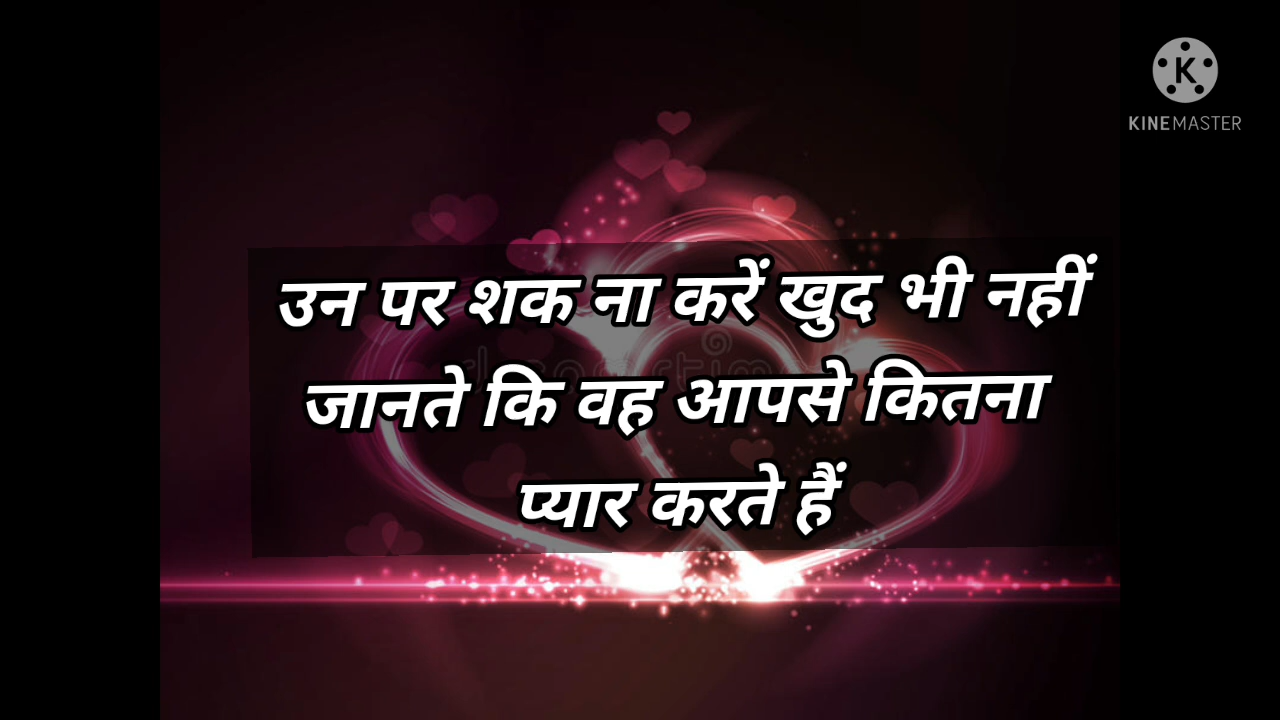 KINEMASTER
उन पर शक ना करें खुद भी नहीं
जानते कि वह आपसे कितना
प्यार करते हैं